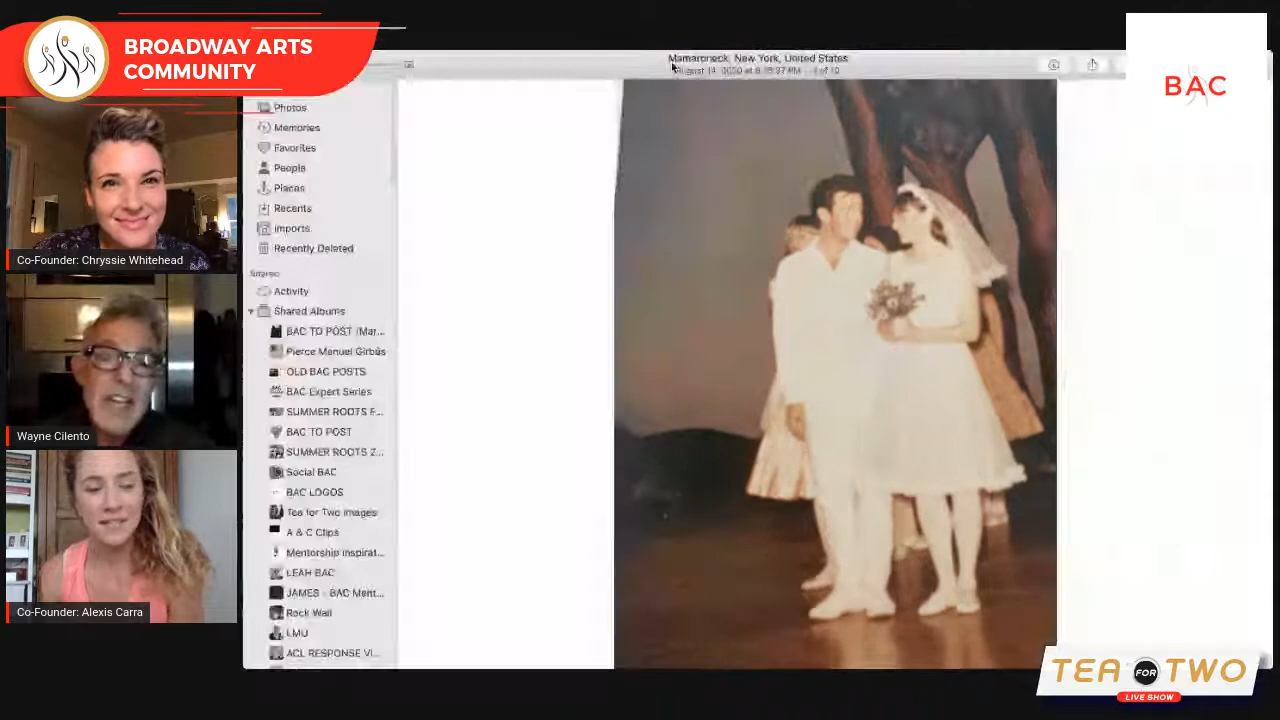 BROADWAY ARTS
COMMUNITY
Mamaroneck, New York, United States
BAC
Photos
Memories
Favorites
People
Places
Recents
Imports
Recently Deleted
Activity
Shared Albums
BAC TO POST (Mar...
Pierce Manuel Girbés
OLD BAC POSTS
BAC Expert Series
SUMMER ROOTS
BAC TO POST
SUMMER ROOTS
Social BAC
BAC LOGOS
Tea for Two Images
A & C Clips
Mentorship Inspirat...
LEAH BAC
JAMES - BAC Ment...
Rock Wall
LMU
ACL RESPONSE VI...
Co-Founder: Chryssie Whitehead
Wayne Cilento
Co-Founder: Alexis Carra
TEA FOR TWO
LIVE SHOW